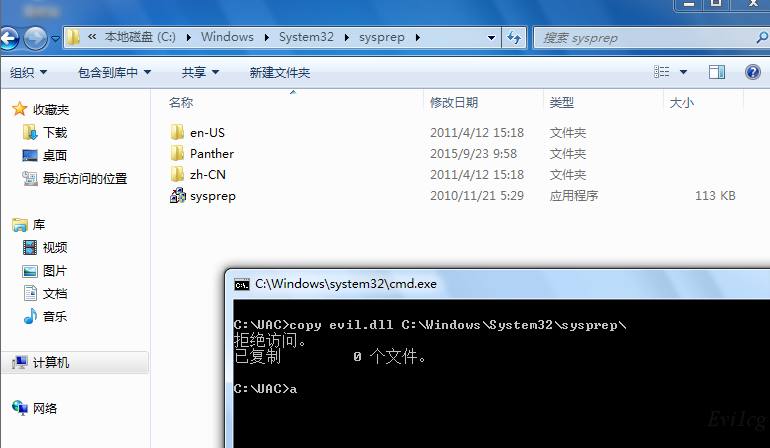 « 本地磁盘 (C:) Windows System32 sysprep 搜索 sysprep
组织 包含到库中 共享 新建文件夹
收藏夹
下载
桌面
最近访问的位置
库
视频
图片
文档
音乐
计算机
网络
名称 修改日期 类型 大小
en-US 2011/4/12 15:18 文件夹
Panther 2015/9/23 9:58 文件夹
zh-CN 2011/4/12 15:18 文件夹
sysprep 2010/11/21 5:29 应用程序 113 KB
C:\Windows\system32\cmd.exe
C:\UAC>copy evil.dll C:\Windows\System32\sysprep\
拒绝访问。
已复制 0 个文件。
C:\UAC>a
Evi1cg